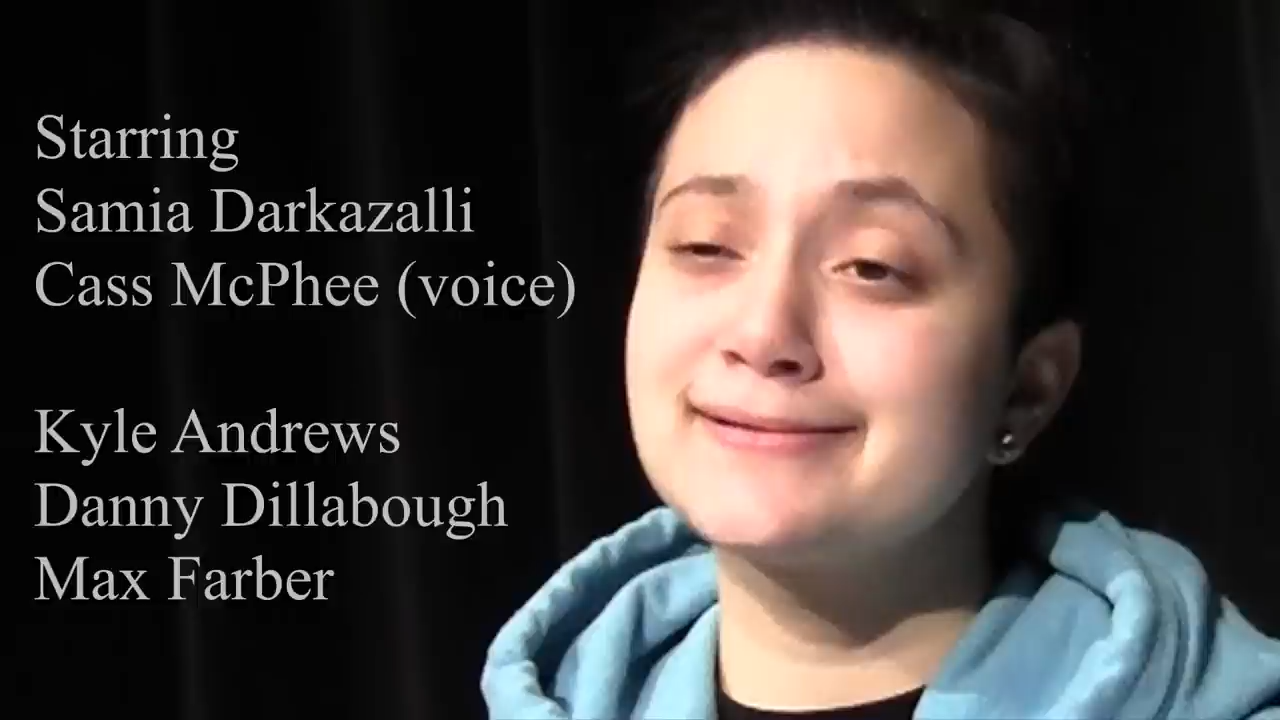 Starring
Samia Darkazalli
Cass McPhee (voice)
Kyle Andrews
Danny Dillabough
Max Farber